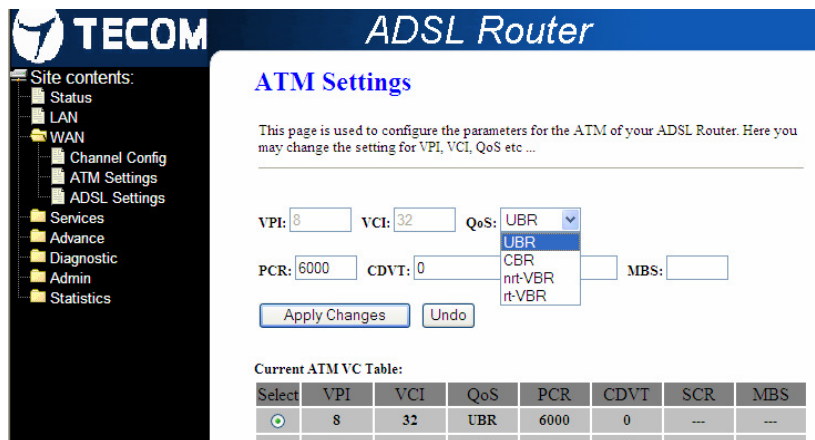 TECOM
ADSL Router
Site contents:
Status
LAN
WAN
Channel Config
ATM Settings
ADSL Settings
Services
Advance
Diagnostic
Admin
Statistics
ATM Settings
This page is used to configure the parameters for the ATM of your ADSL Router. Here you
may change the setting for VPI, VCI, QoS etc ...
VPI: 8 VCI: 32 QoS: UBR
UBR
CBR
nrt-VBR
rt-VBR
PCR: 6000 CDVT: 0 MBS:
Apply Changes Undo
Current ATM VC Table:
Select VPI VCI QoS PCR CDVT SCR MBS
8 32 UBR 6000 0 --- ---